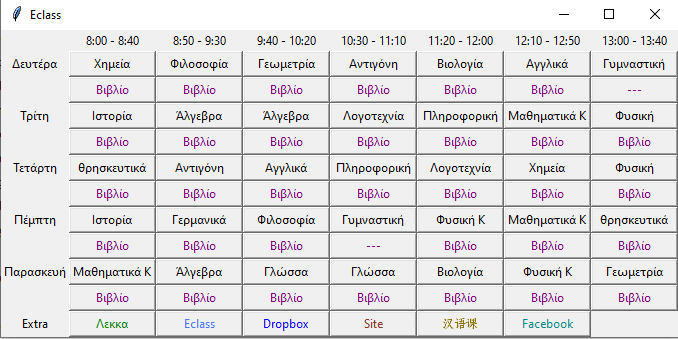 Eclass
8:00 - 8:40 8:50 - 9:30 9:40 - 10:20 10:30 - 11:10 11:20 - 12:00 12:10 - 12:50 13:00 - 13:40
Δευτέρα Χημεία Φιλοσοφία Γεωμετρία Αντιγόνη Βιολογία Αγγλικά Γυμναστική
Βιβλίο Βιβλίο Βιβλίο Βιβλίο Βιβλίο Βιβλίο ---
Τρίτη Ιστορία Άλγεβρα Άλγεβρα Λογοτεχνία Πληροφορική Μαθηματικά Κ Φυσική
Βιβλίο Βιβλίο Βιβλίο Βιβλίο Βιβλίο Βιβλίο Βιβλίο
Τετάρτη θρησκευτικά Αντιγόνη Αγγλικά Πληροφορική Λογοτεχνία Χημεία Φυσική
Βιβλίο Βιβλίο Βιβλίο Βιβλίο Βιβλίο Βιβλίο Βιβλίο
Πέμπτη Ιστορία Γερμανικά Φιλοσοφία Γυμναστική Φυσική Κ Μαθηματικά Κ θρησκευτικά
Βιβλίο Βιβλίο Βιβλίο --- Βιβλίο Βιβλίο Βιβλίο
Παρασκευή Μαθηματικά Κ Άλγεβρα Γλώσσα Γλώσσα Βιολογία Φυσική Κ Γεωμετρία
Βιβλίο Βιβλίο Βιβλίο Βιβλίο Βιβλίο Βιβλίο Βιβλίο
Extra Λεκκα Eclass Dropbox Site 汉语课 Facebook